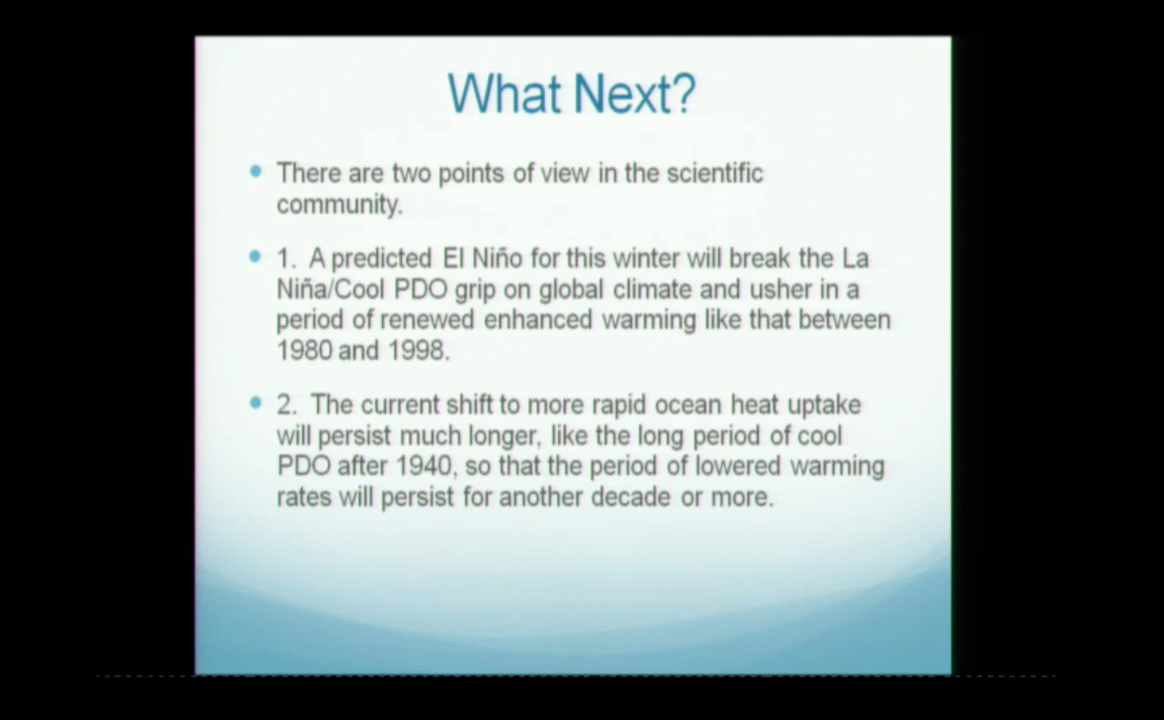 What Next?
There are two points of view in the scientific
community.
1. A predicted El Niño for this winter will break the La
Niña/Cool PDO grip on global climate and usher in a
period of renewed enhanced warming like that between
1980 and 1998.
2. The current shift to more rapid ocean heat uptake
will persist much longer, like the long period of cool
PDO after 1940, so that the period of lowered warming
rates will persist for another decade or more.